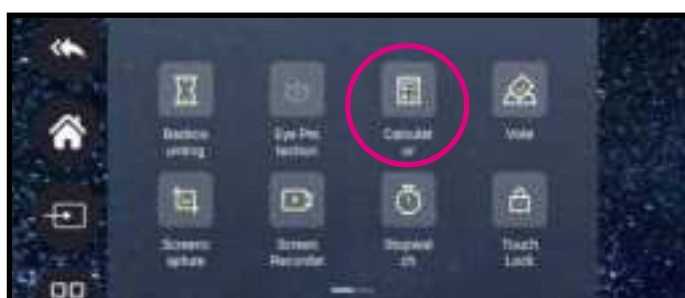 Backco
unting
Eye Pro
tection
Calculat
or
Vote
Screenc
apture
Screen
Recorder
Stopwat
ch
Touch
Lock